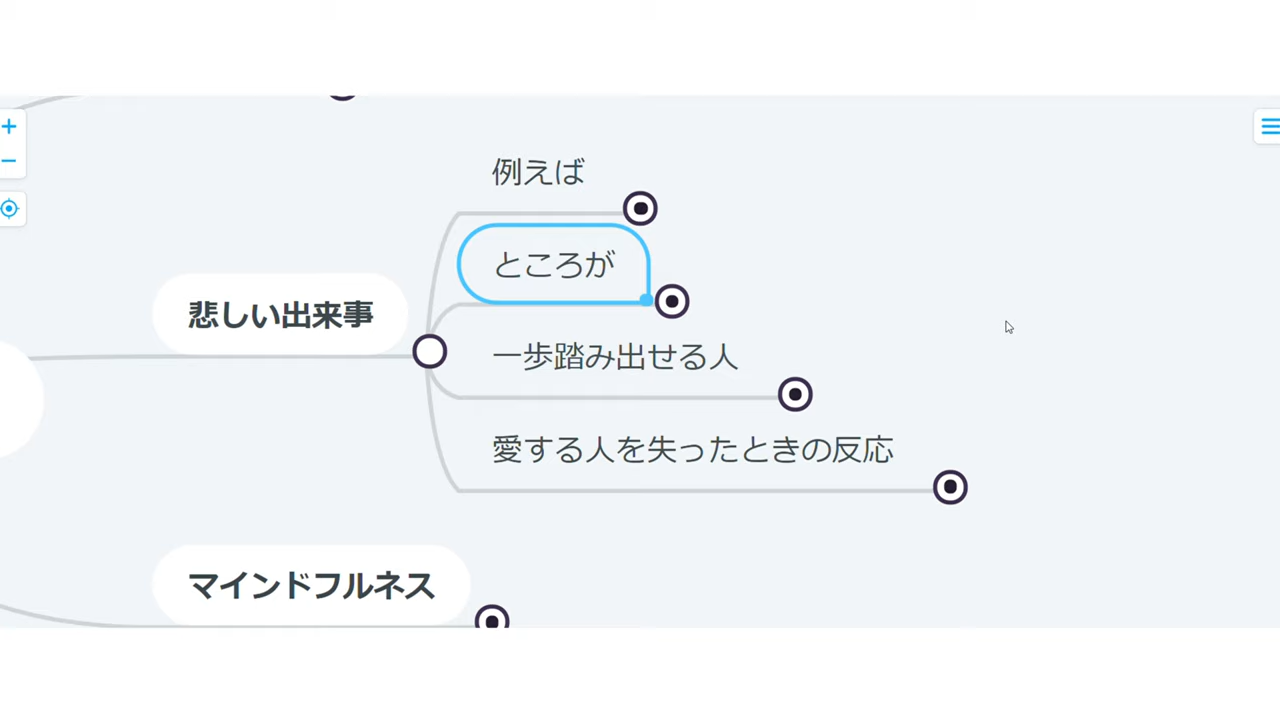 例えば
ところが
悲しい出来事
一歩踏み出せる人
愛する人を失ったときの反応
マインドフルネス